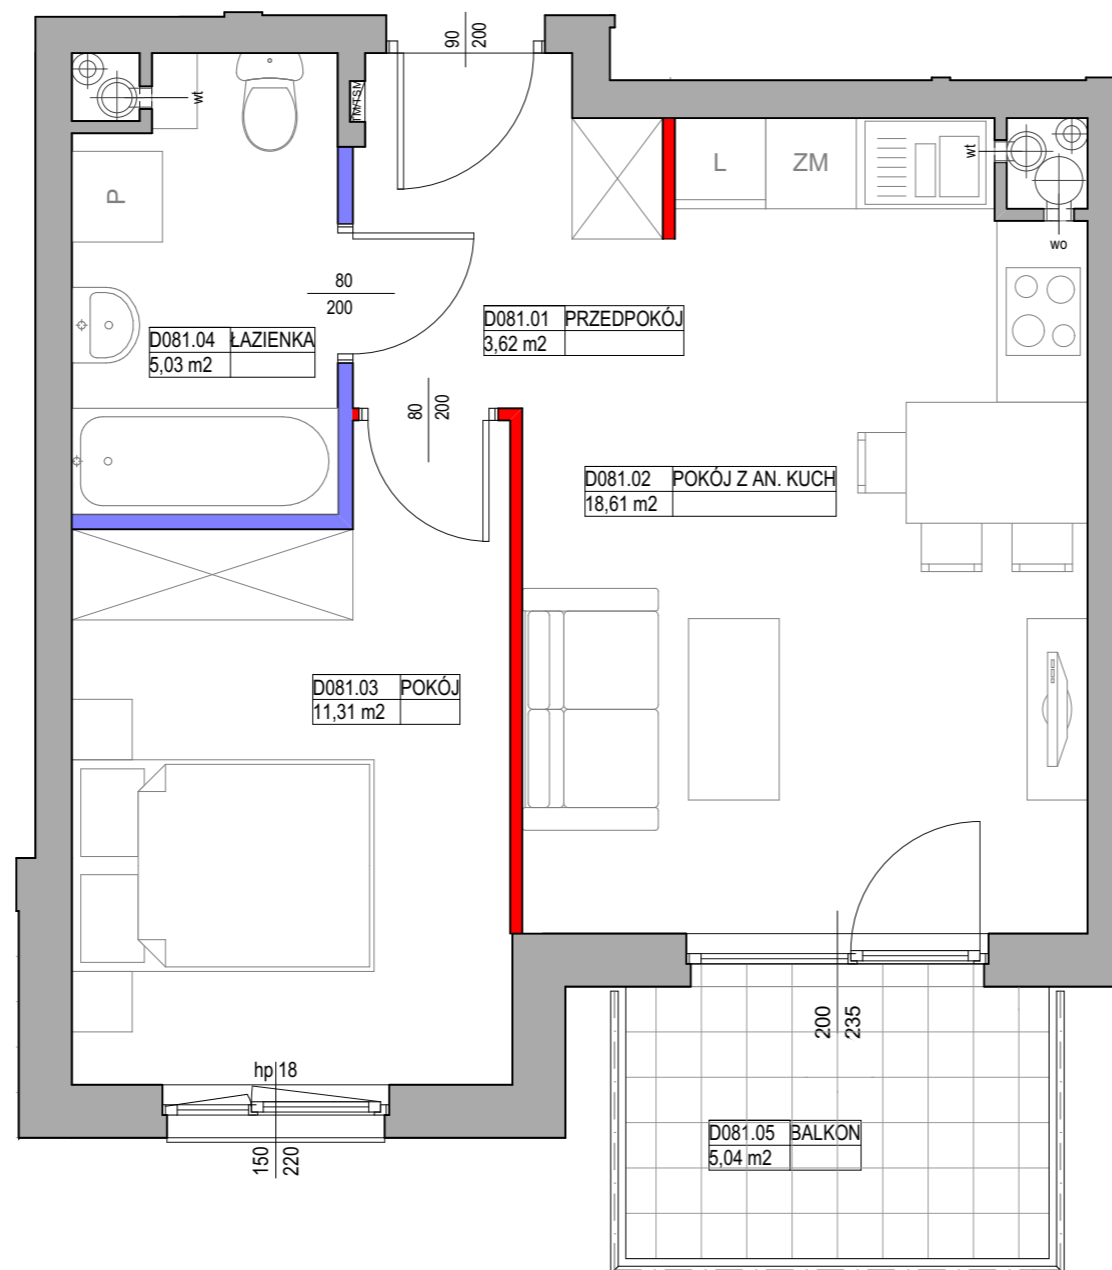 90
200
wt
TM/TSM
L
ZM
wt
P
wo
80
200
D081.01 PRZEDPOKÓJ
3,62 m2
D081.04 ŁAZIENKA
5,03 m2
80
200
D081.02 POKÓJ Z AN. KUCH
18,61 m2
D081.03 POKÓJ
11,31 m2
200
235
hp 18
D081.05 BALKON
5,04 m2
150
220